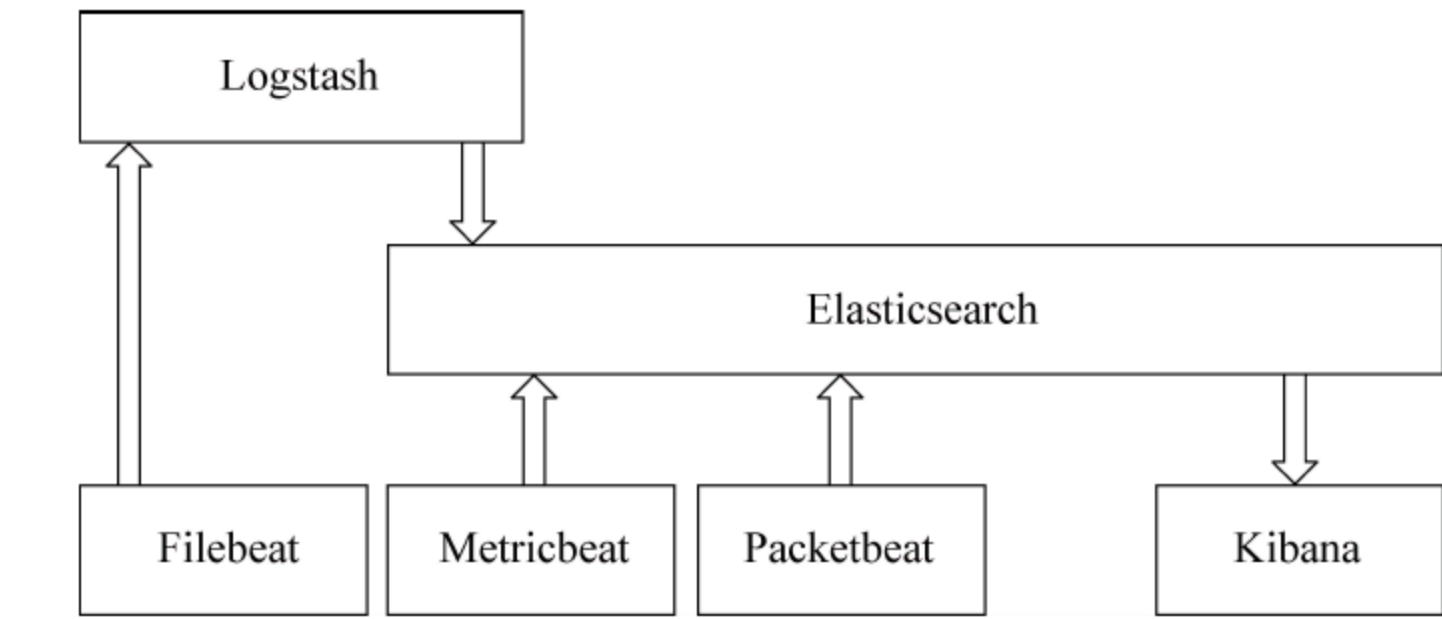 Logstash
Elasticsearch
Filebeat
Metricbeat
Packetbeat
Kibana